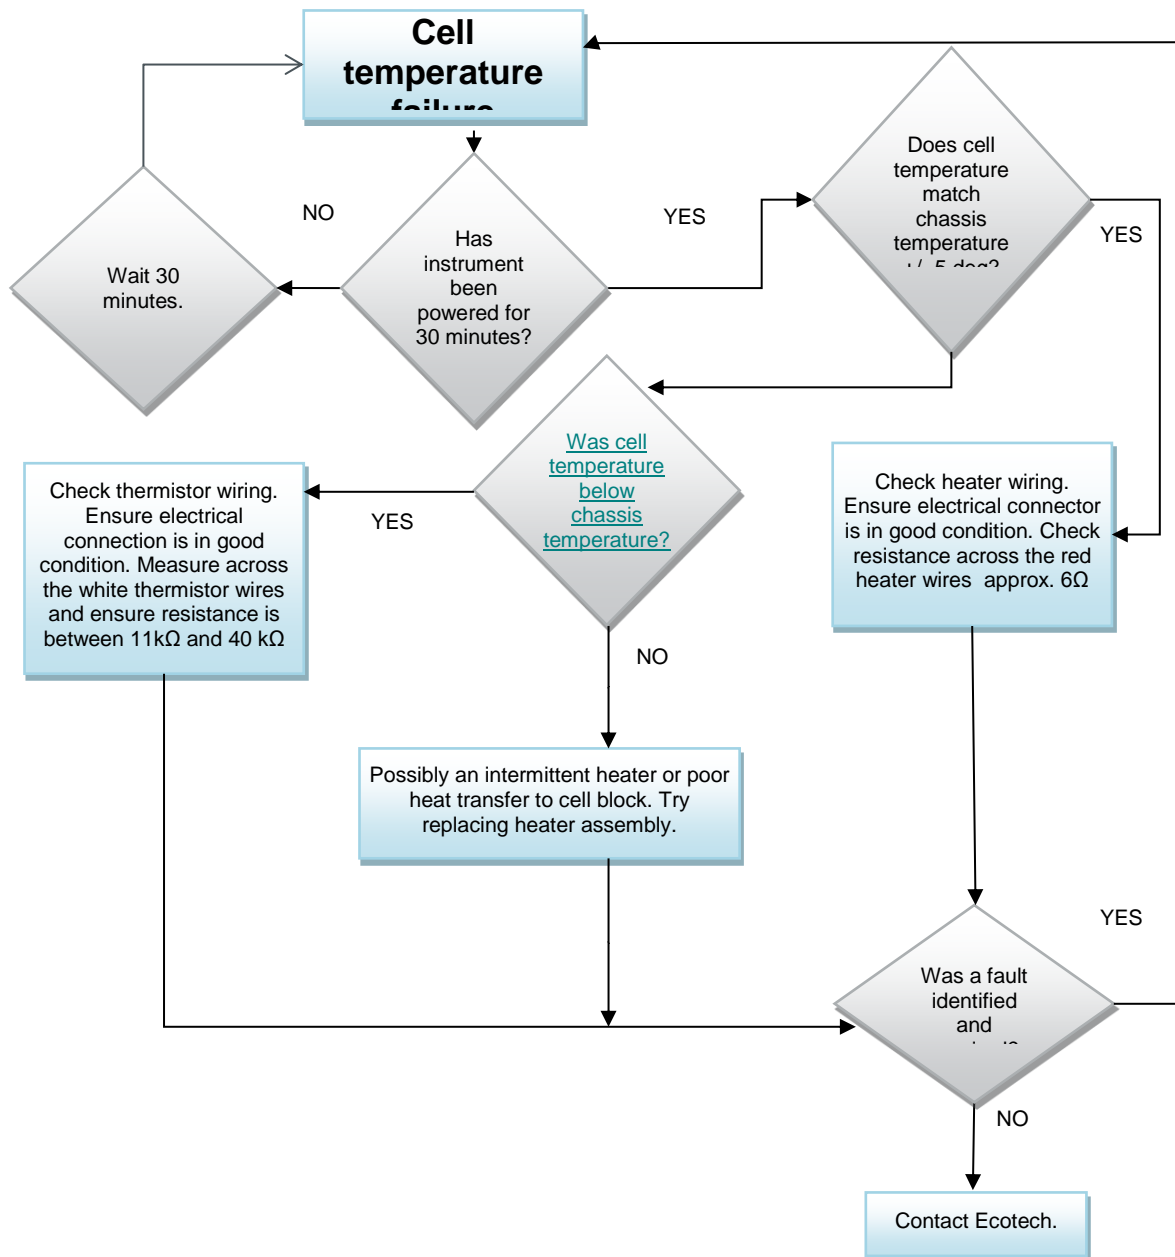 Cell
temperature
failure
Does cell
temperature
match
chassis
temperature
+/- 5 deg?
NO
YES
YES
Has
instrument
been
powered for
30 minutes?
Wait 30
minutes.
Was cell
temperature
below
chassis
temperature?
Check thermistor wiring.
Ensure electrical
connection is in good
condition. Measure across
the white thermistor wires
and ensure resistance is
between 11kΩ and 40 kΩ
YES
Check heater wiring.
Ensure electrical connector
is in good condition. Check
resistance across the red
heater wires  approx. 6Ω
NO
Possibly an intermittent heater or poor
heat transfer to cell block. Try
replacing heater assembly.
YES
Was a fault
identified
and
NO
Contact Ecotech.